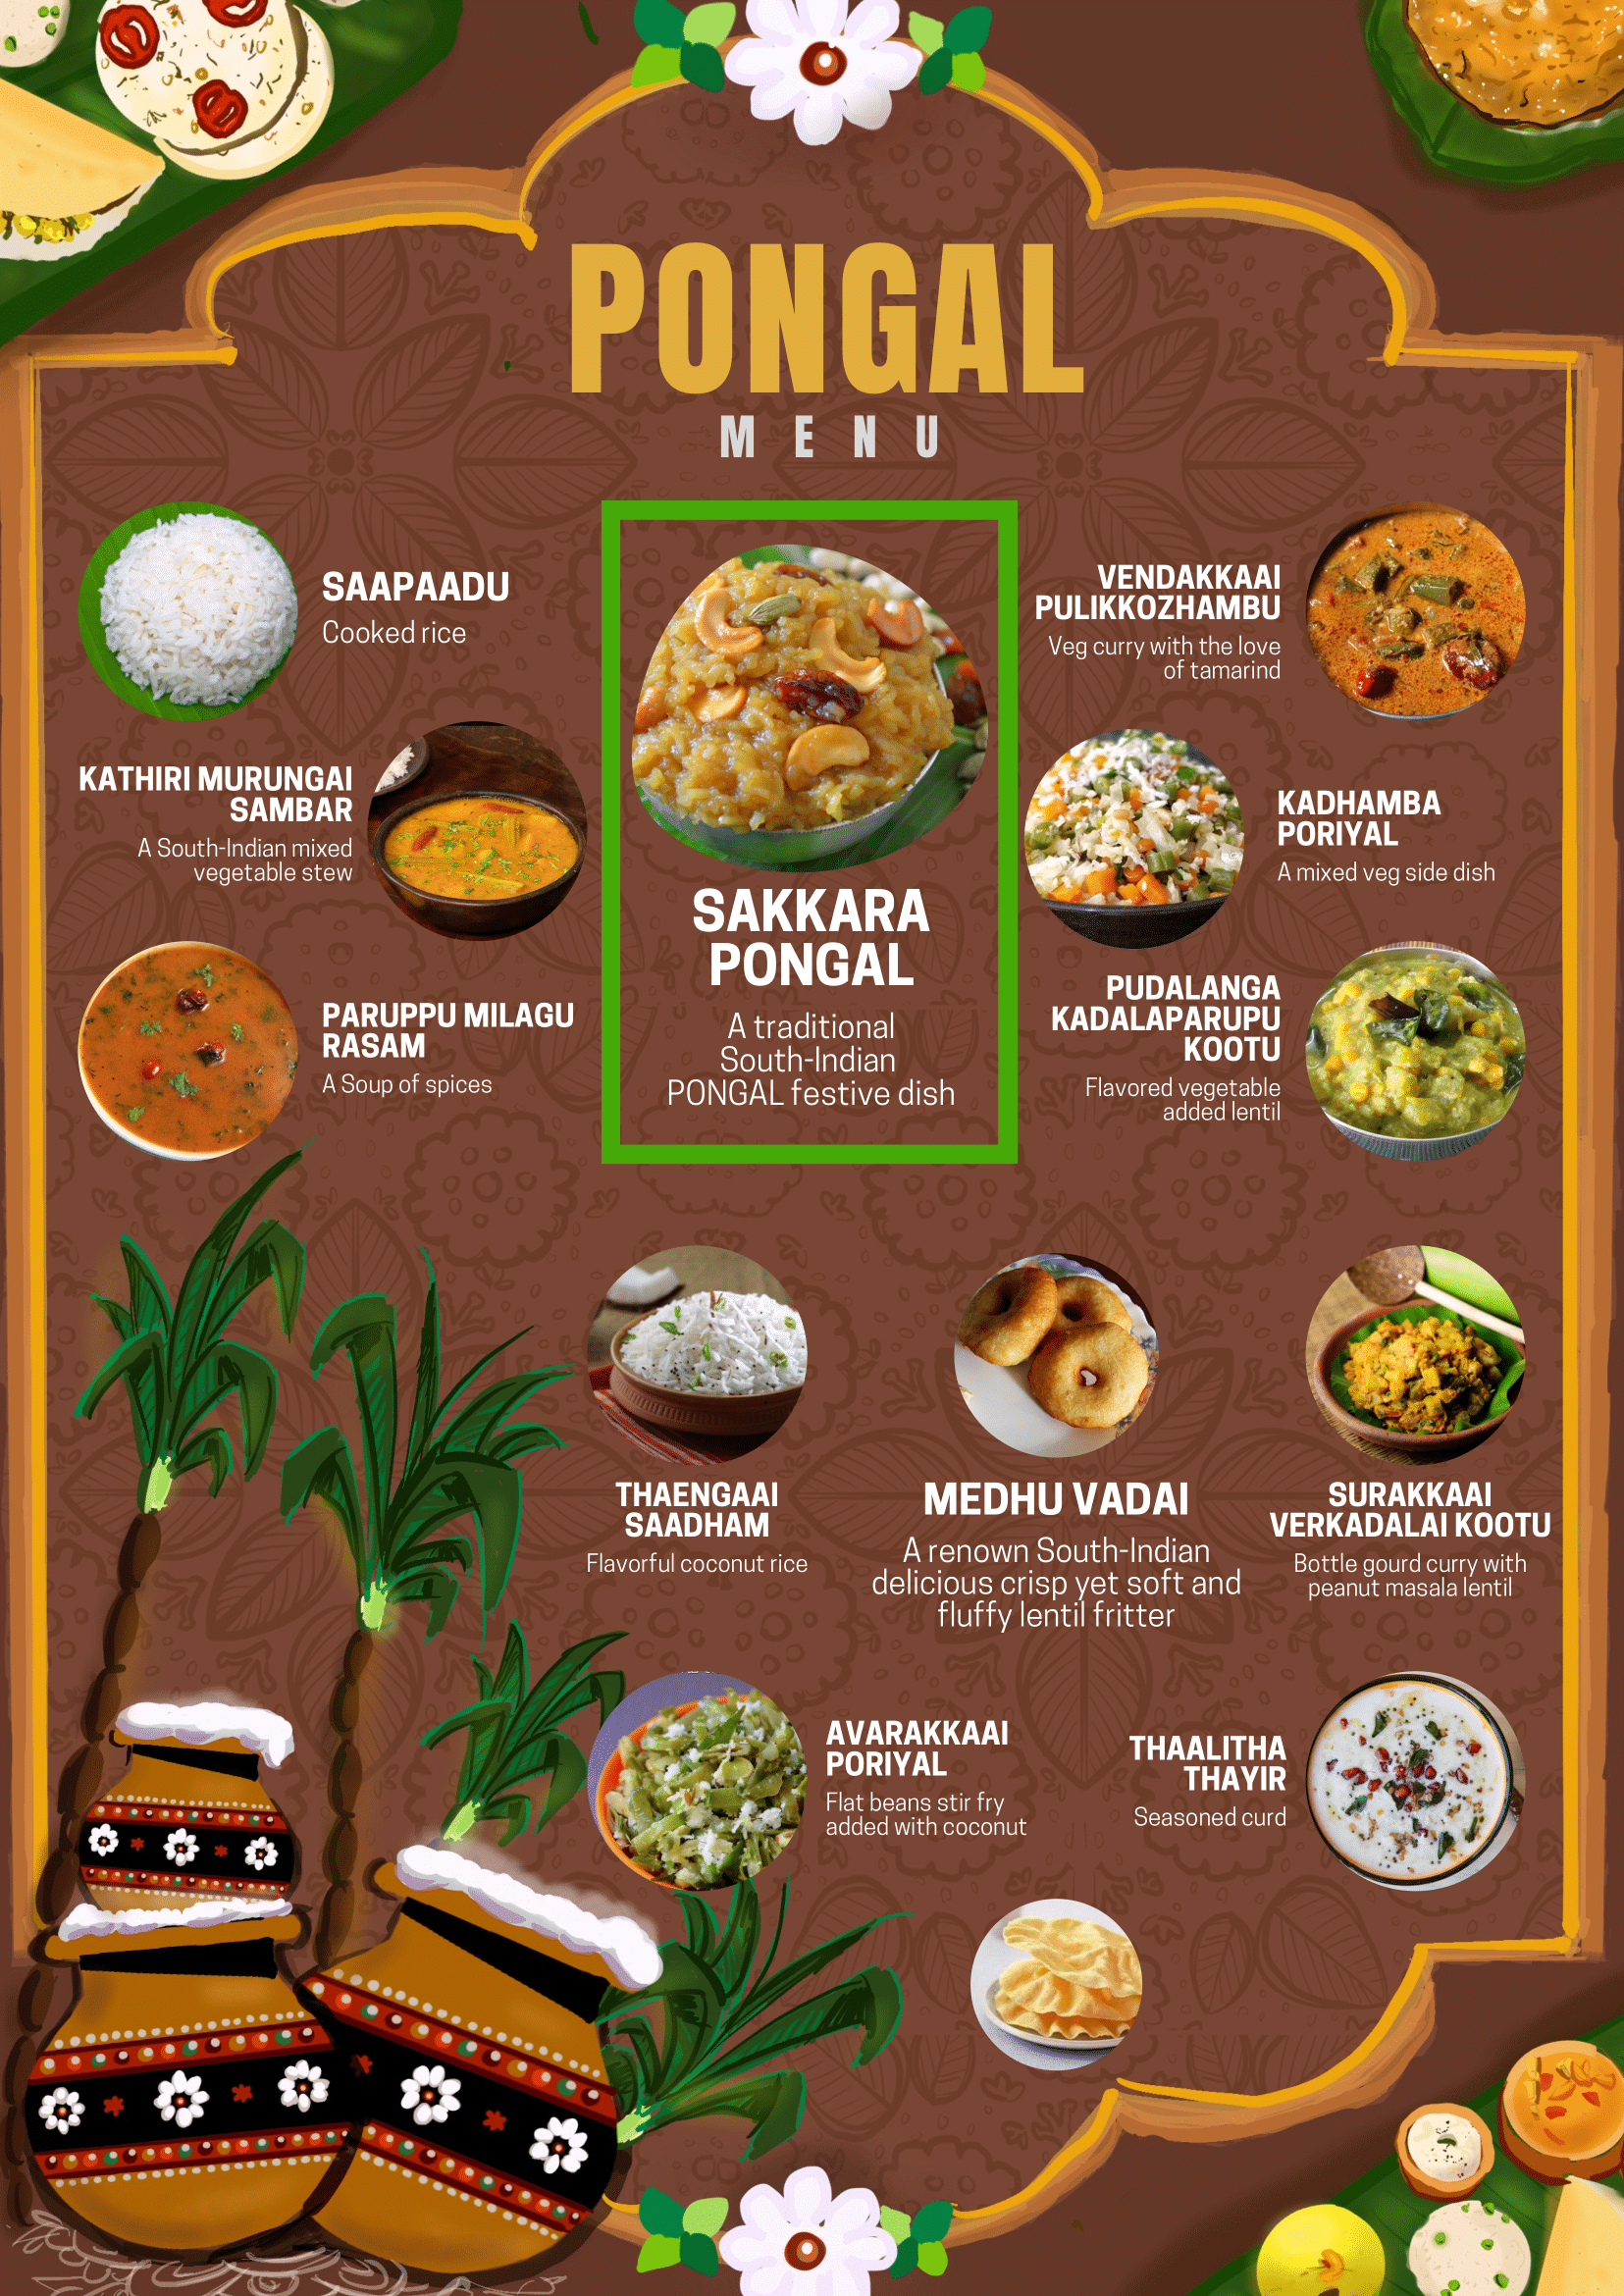 PONGAL
MENU
SAAPAADU
Cooked rice
KATHIRI MURUNGAI
SAMBAR
A South-Indian mixed
vegetable stew
PARUPPU MILAGU
RASAM
A Soup of spices
SAKKARA
PONGAL
A traditional
South-Indian
PONGAL festive dish
VENDAKKAAI
PULIKKOZHAMBU
Veg curry with the love
of tamarind
KADHAMBA
PORIYAL
A mixed veg side dish
PUDALANGA
KADALAPARUPU
KOOTU
Flavored vegetable
added lentil
THAENGAAI
SAADHAM
Flavorful coconut rice
MEDHU VADAI
A renown South-Indian
delicious crisp yet soft and
fluffy lentil fritter
SURAKKAAI
VERKADALAI KOOTU
Bottle gourd curry with
peanut masala lentil
AVARAKKAAI
PORIYAL
Flat beans stir fry
added with coconut
THAALITHA
THAYIR
Seasoned curd